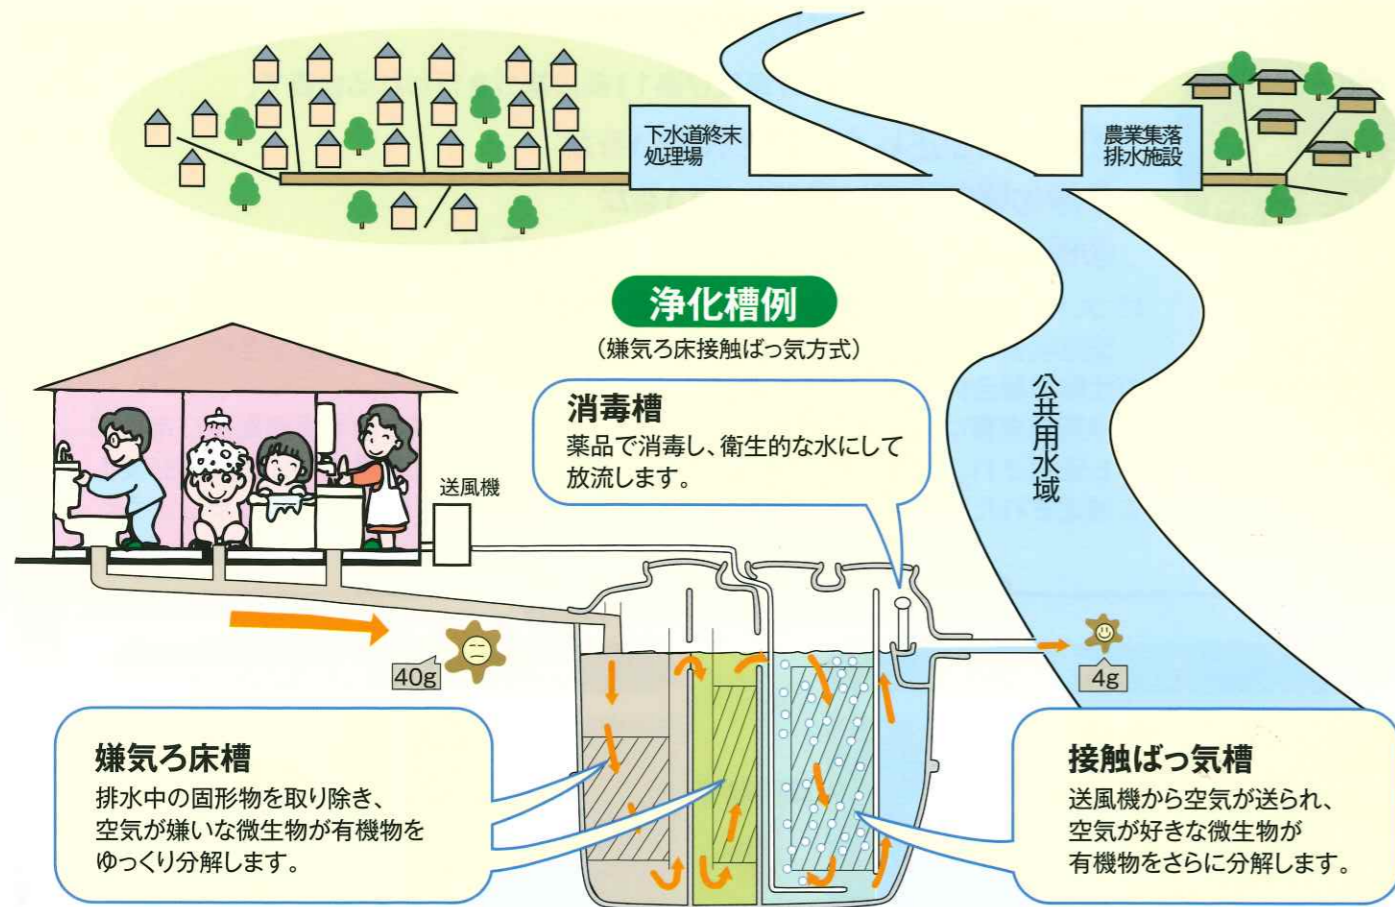 下水道終末
処理場
農業集落
排水施設
浄化槽例
(嫌気ろ床接触ばっ気方式)
公共用水域
消毒槽
薬品で消毒し、衛生的な水にして
放流します。
送風機
40g
4g
嫌気ろ床槽
排水中の固形物を取り除き、
空気が嫌いな微生物が有機物を
ゆっくり分解します。
接触ばっ気槽
送風機から空気が送られ、
空気が好きな微生物が
有機物をさらに分解します。